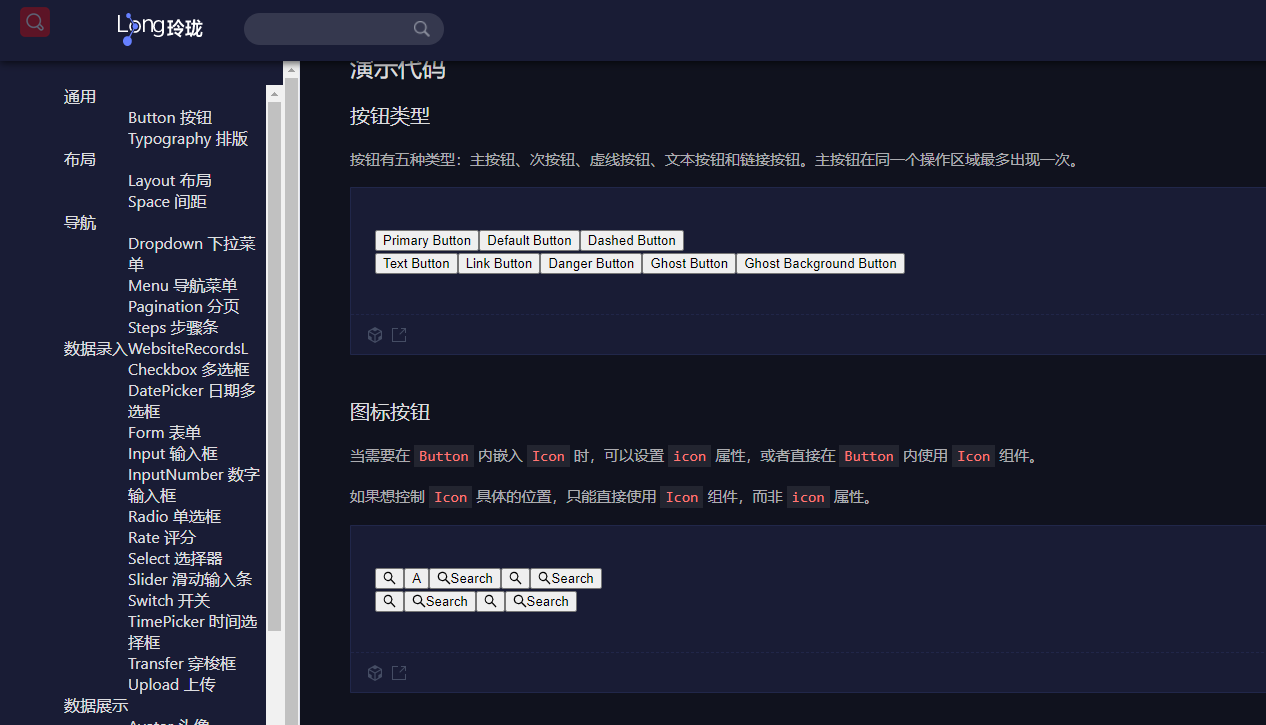 Long玲珑
通用
Button 按钮
Typography 排版
布局
Layout 布局
Space 间距
导航
Dropdown 下拉菜
单
Menu 导航菜单
Pagination 分页
Steps 步骤条
数据录入WebsiteRecordsL
Checkbox 多选框
DatePicker 日期多
选框
Form 表单
Input 输入框
InputNumber 数字
输入框
Radio 单选框
Rate 评分
Select 选择器
Slider 滑动输入条
Switch 开关
TimePicker 时间选
择框
Transfer 穿梭框
Upload 上传
数据展示
Avatar 头像
演示代码
按钮类型
按钮有五种类型：主按钮、次按钮、虚线按钮、文本按钮和链接按钮。主按钮在同一个操作区域最多出现一次。
Primary Button Default Button Dashed Button
Text Button Link Button Danger Button Ghost Button Ghost Background Button
图标按钮
当需要在 Button 内嵌入 Icon 时，可以设置 icon 属性，或者直接在 Button 内使用 Icon 组件。
如果想控制 Icon 具体的位置，只能直接使用 Icon 组件，而非 icon 属性。
A Search Search
Search Search